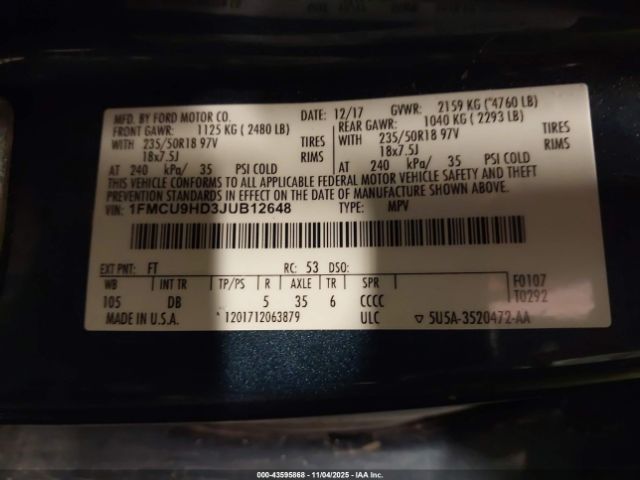 MFD. BY FORD MOTOR CO. DATE: 12/17 GVWR: 2159 KG (*4760 LB)
FRONT GAWR: 1125 KG (2480 LB) REAR GAWR: 1040 KG (2293 LB)
WITH 235/50R18 97V TIRES WITH 235/50R18 97V TIRES
18x7.5J RIMS 18x7.5J RIMS
AT 240 kPa/ 35 PSI COLD AT 240 kPa/ 35 PSI COLD
THIS VEHICLE CONFORMS TO ALL APPLICABLE FEDERAL MOTOR VEHICLE SAFETY AND THEFT
PREVENTION STANDARDS IN EFFECT ON THE DATE OF MANUFACTURE SHOWN ABOVE.
VIN: 1FMCU9HD3JUB12648 TYPE: MPV
EXT PNT: FT RC: 53 DSO:
WB INT TR TP/PS R AXLE TR SPR F0107
105 DB 5 35 6 CCCC T0292
MADE IN U.S.A. *1201712063879 ULC ▽ 5U5A-3520472-AA
000-43595868 - 11/04/2025 - IAA Inc.